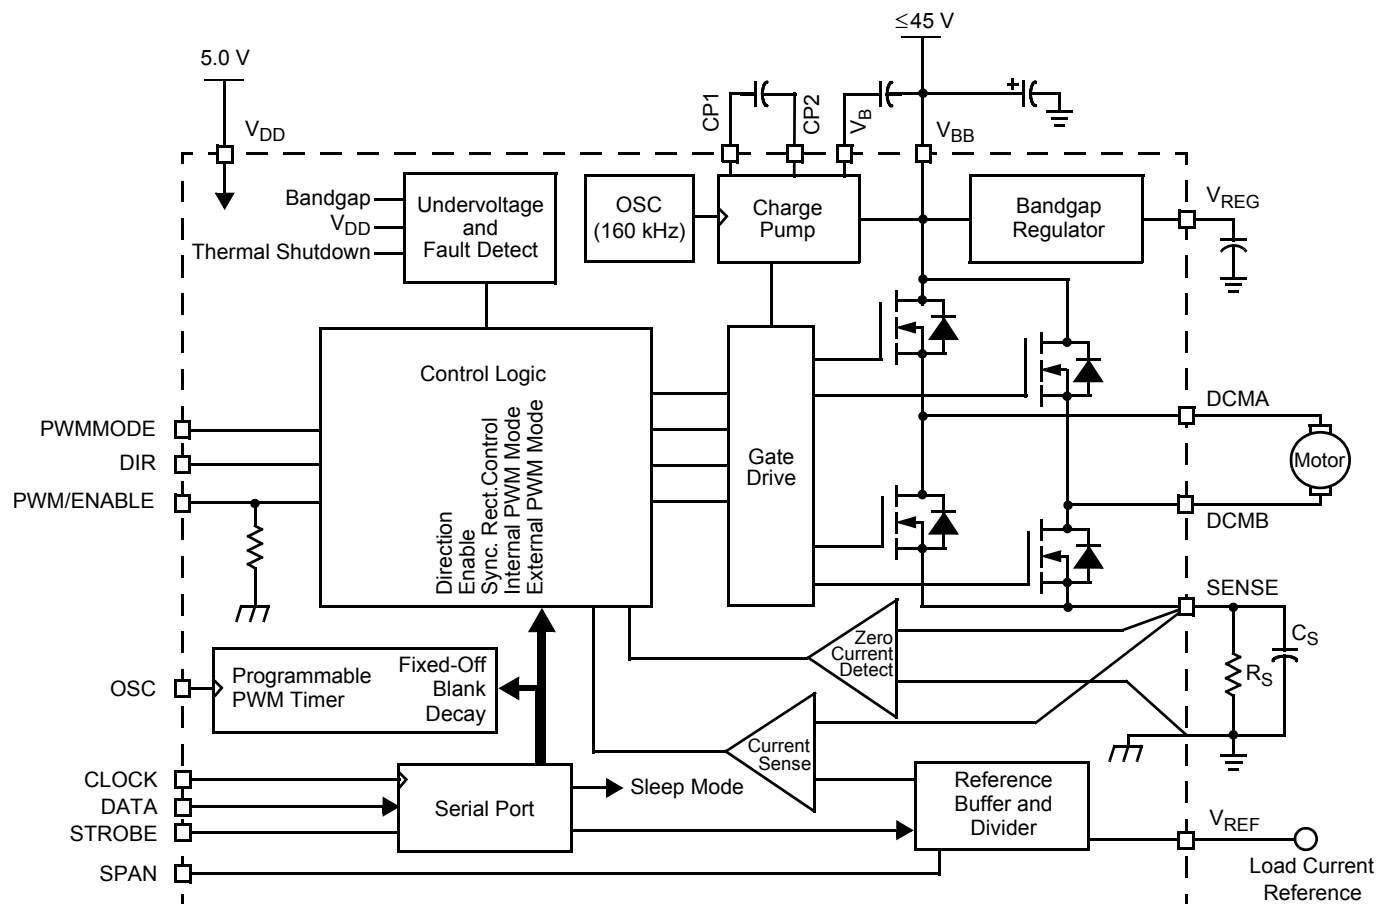 ≤45 V
5.0 V
VDD
CP1
CP2
VB
VBB
Bandgap
VDD
Thermal Shutdown
Undervoltage
and
Fault Detect
OSC
(160 kHz)
Charge
Pump
Bandgap
Regulator
VREG
Control Logic
Direction
Enable
Sync. Rect.Control
Internal PWM Mode
External PWM Mode
Gate
Drive
PWMMODE
DIR
PWM/ENABLE
DCMA
Motor
DCMB
SENSE
Zero
Current
Detect
CS
RS
OSC
Programmable
PWM Timer
Fixed-Off
Blank
Decay
Current
Sense
CLOCK
DATA
STROBE
Serial Port
Sleep Mode
Reference
Buffer and
Divider
VREF
Load Current
Reference
SPAN